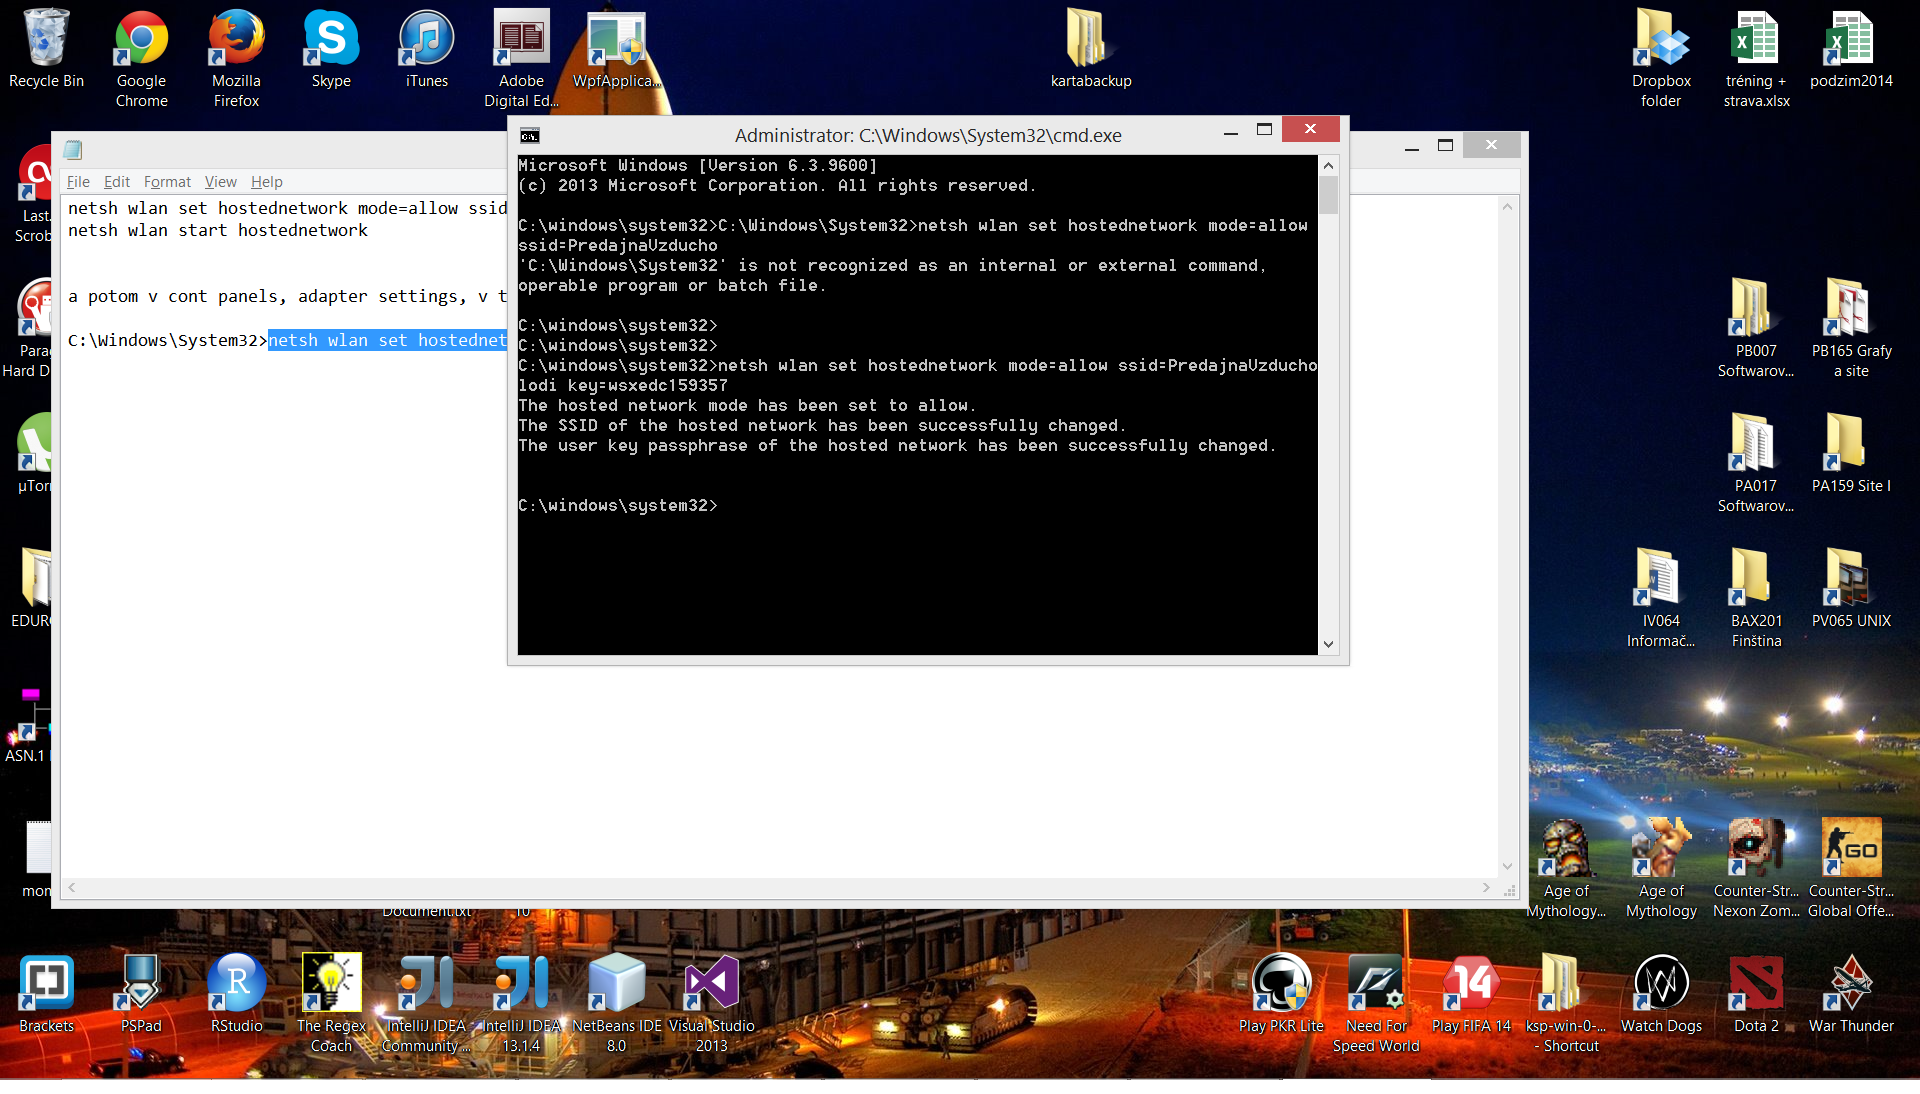 Recycle Bin
Google
Chrome
Mozilla
Firefox
Skype
iTunes
Adobe
Digital Ed...
WpfApplica...
kartabackup
Dropbox
folder
tréning +
strava.xlsx
podzim2014
Administrator: C:\Windows\System32\cmd.exe
Microsoft Windows [Version 6.3.9600]
(c) 2013 Microsoft Corporation. All rights reserved.
C:\windows\system32>C:\Windows\System32>netsh wlan set hostednetwork mode=allow
ssid=PredajnaVzducho
'C:\Windows\System32' is not recognized as an internal or external command,
operable program or batch file.
C:\windows\system32>
C:\windows\system32>
C:\windows\system32>netsh wlan set hostednetwork mode=allow ssid=PredajnaVzducho
lodi key=wsxedc159357
The hosted network mode has been set to allow.
The SSID of the hosted network has been successfully changed.
The user key passphrase of the hosted network has been successfully changed.
C:\windows\system32>
File Edit Format View Help
netsh wlan set hostednetwork mode=allow ssid
netsh wlan start hostednetwork
a potom v cont panels, adapter settings, v t
C:\Windows\System32>netsh wlan set hostednet
Last.
Scrob
Parag
Hard D
µTorr
EDURO
ASN.1
mon
Document.txt
10
PB007
Softwarov...
PB165 Grafy
a site
PA017
Softwarov...
PA159 Site I
IV064
Informač...
BAX201
Finština
PV065 UNIX
GO
Age of
Mythology...
Age of
Mythology
Counter-Str...
Nexon Zom...
Counter-Str...
Global Offe...
Brackets
PSPad
R
RStudio
The Regex
Coach
IntelliJ IDEA
Community ...
IntelliJ IDEA
13.1.4
NetBeans IDE
8.0
Visual Studio
2013
Play PKR Lite
Need For
Speed World
14
Play FIFA 14
ksp-win-0-...
- Shortcut
Watch Dogs
Dota 2
War Thunder